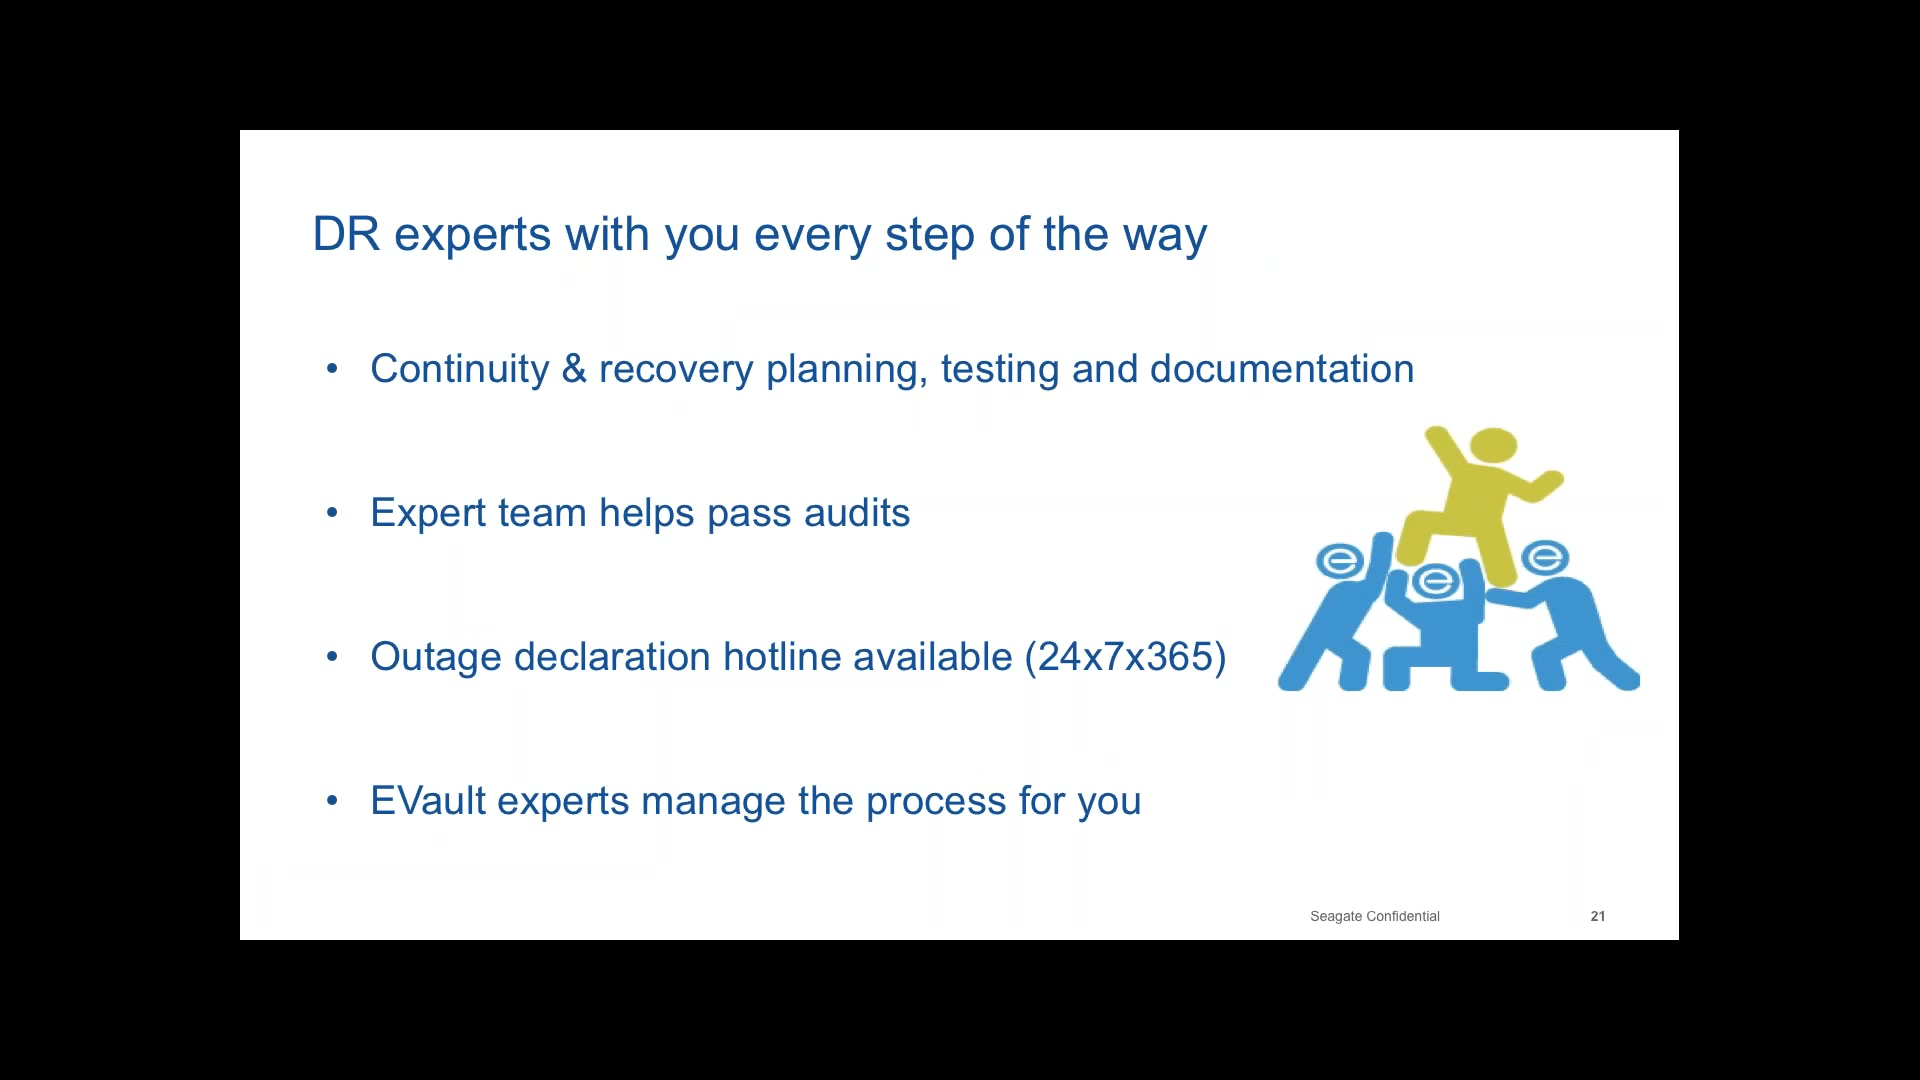 DR experts with you every step of the way
• Continuity & recovery planning, testing and documentation
• Expert team helps pass audits
e e e
• Outage declaration hotline available (24x7x365)
• EVault experts manage the process for you
Seagate Confidential 21